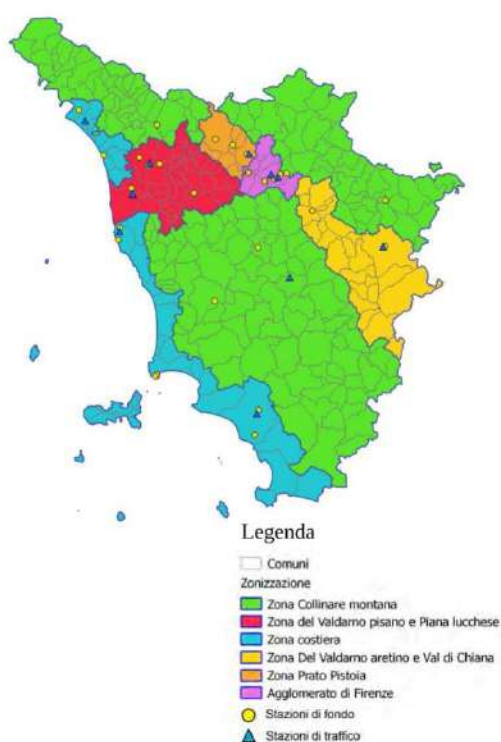 Legenda
Comuni
Zonizzazione
Zona Collinare montana
Zona del Valdarno pisano e Piana lucchese
Zona costiera
Zona Del Valdarno aretino e Val di Chiana
Zona Prato Pistoia
Agglomerato di Firenze
Stazioni di fondo
Stazioni di traffico